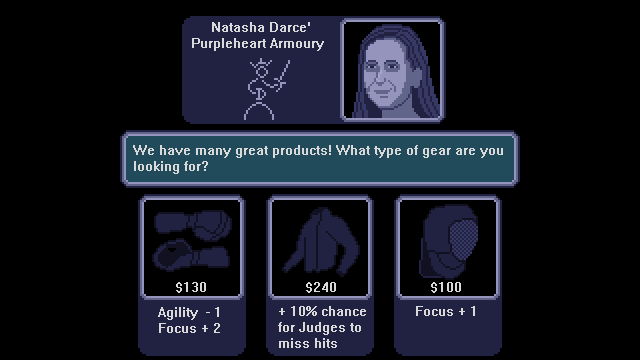 Natasha Darce'
Purpleheart Armoury
We have many great products! What type of gear are you
looking for?
$130
$240
$100
Agility - 1
Focus + 2
+ 10% chance
for Judges to
miss hits
Focus + 1